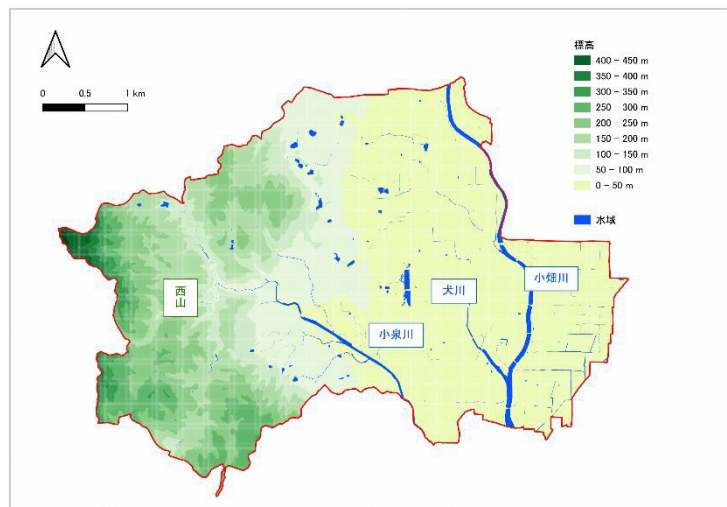 標高
400 - 450 m
350 - 400 m
300 - 350 m
250 - 300 m
200 - 250 m
150 - 200 m
100 - 150 m
50 - 100 m
0 - 50 m
水域
0 0.5 1 km
西山
犬川
小畑川
小泉川